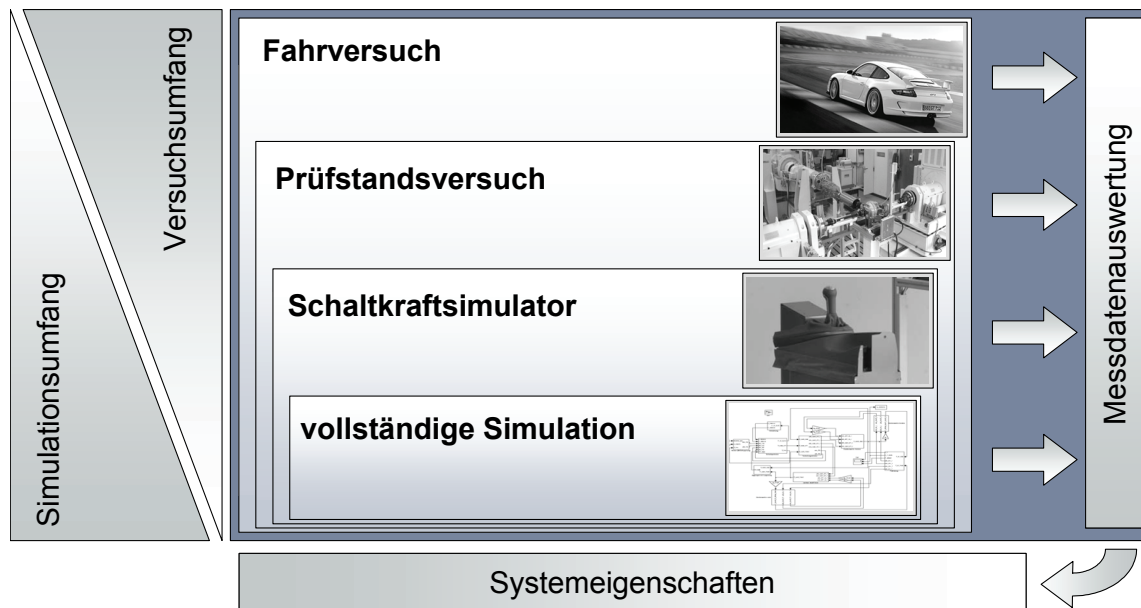 Versuchsumfang
Simulationsumfang
Fahrversuch
Prüfstandsversuch
Schaltkraftsimulator
vollständige Simulation
Messdatenauswertung
Systemeigenschaften